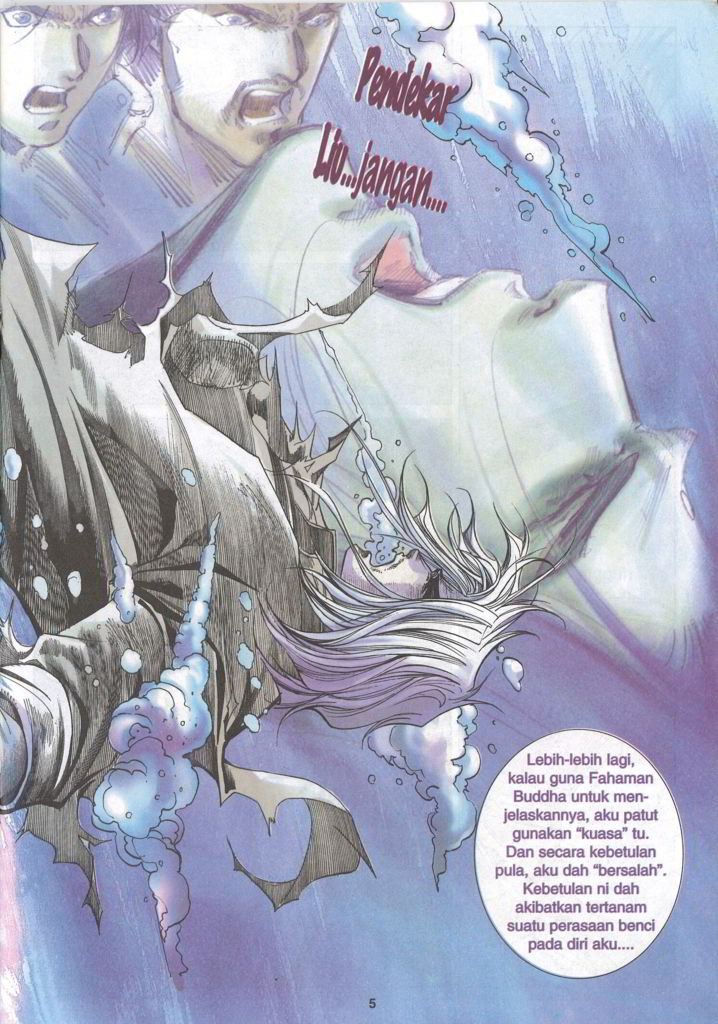 Pendekar
Liu...jangan....
Lebih-lebih lagi,
kalau guna Fahaman
Buddha untuk men-
jelaskannya, aku patut
gunakan “kuasa” tu.
Dan secara kebetulan
pula, aku dah “bersalah”.
Kebetulan ni dah
akibatkan tertanam
suatu perasaan benci
pada diri aku....
5